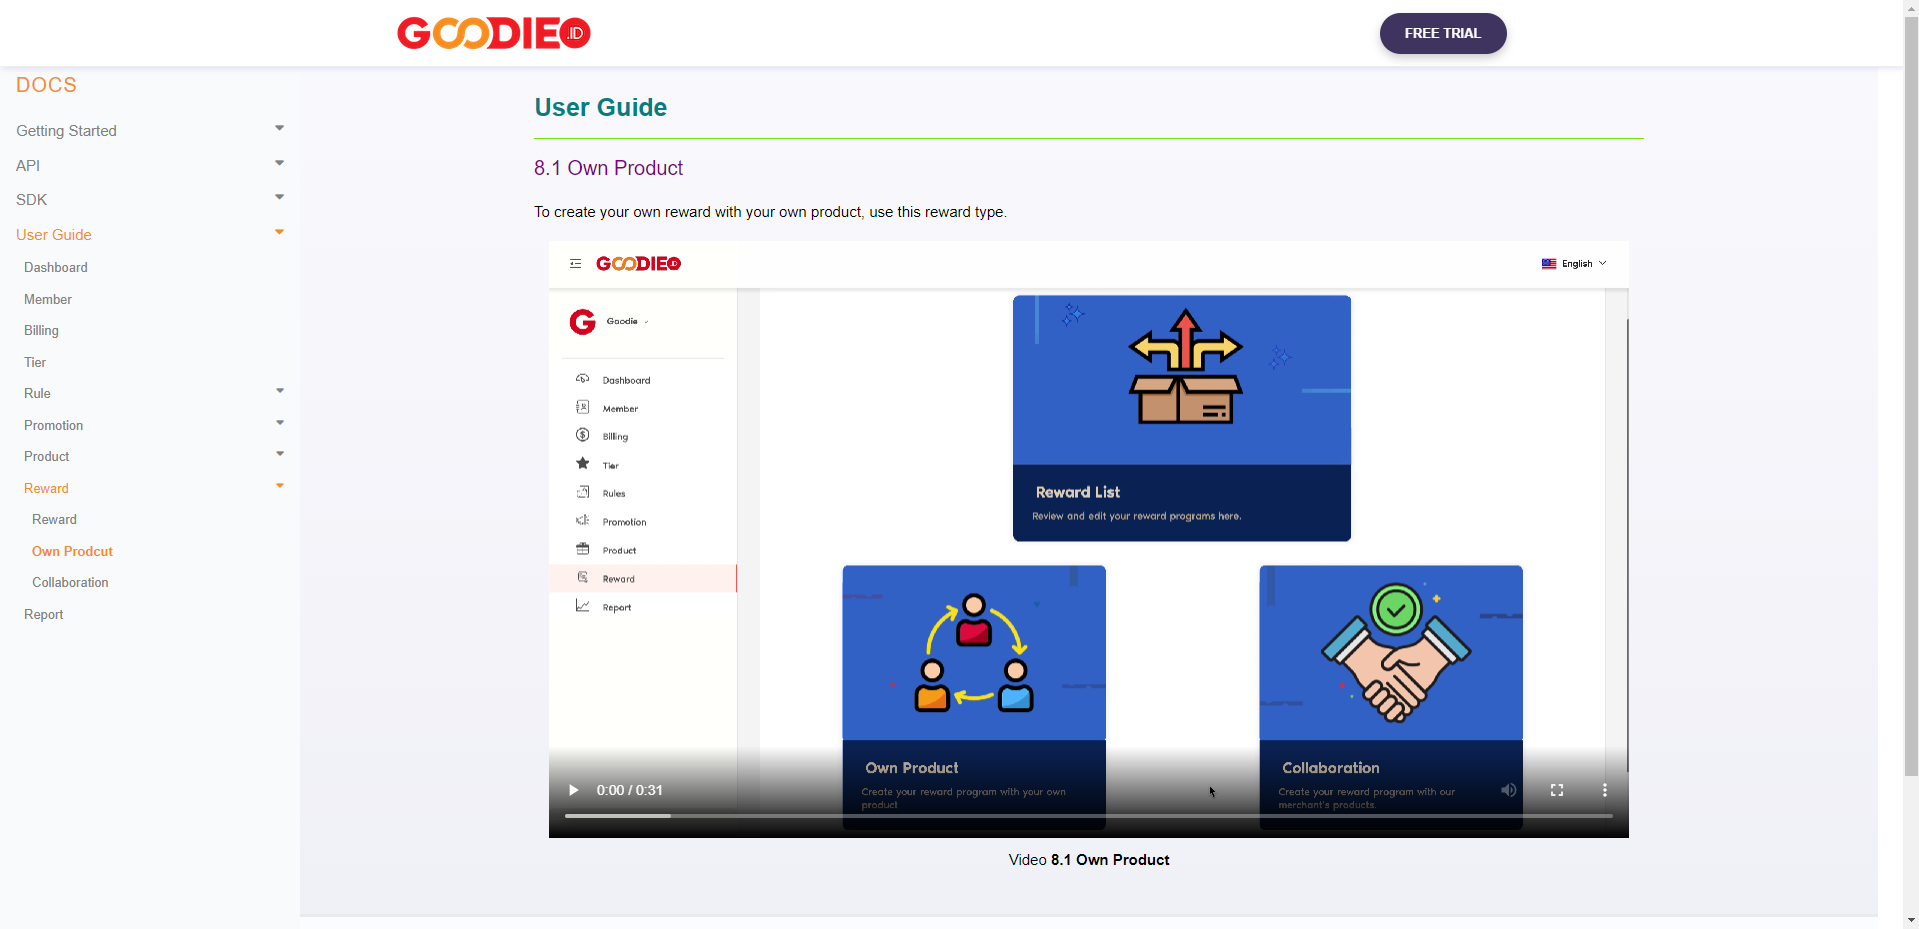 GOODIE.ID
FREE TRIAL
DOCS
Getting Started
API
SDK
User Guide
Dashboard
Member
Billing
Tier
Rule
Promotion
Product
Reward
Reward
Own Prodcut
Collaboration
Report
User Guide
8.1 Own Product
To create your own reward with your own product, use this reward type.
GOODIE.ID
English
G Goodie
Dashboard
Member
Billing
Tier
Rules
Promotion
Product
Reward
Report
Reward List
Review and edit your reward programs here.
Own Product
Create your reward program with your own
product
Collaboration
Create your reward program with our
merchant's products.
0:00 / 0:31
Video 8.1 Own Product